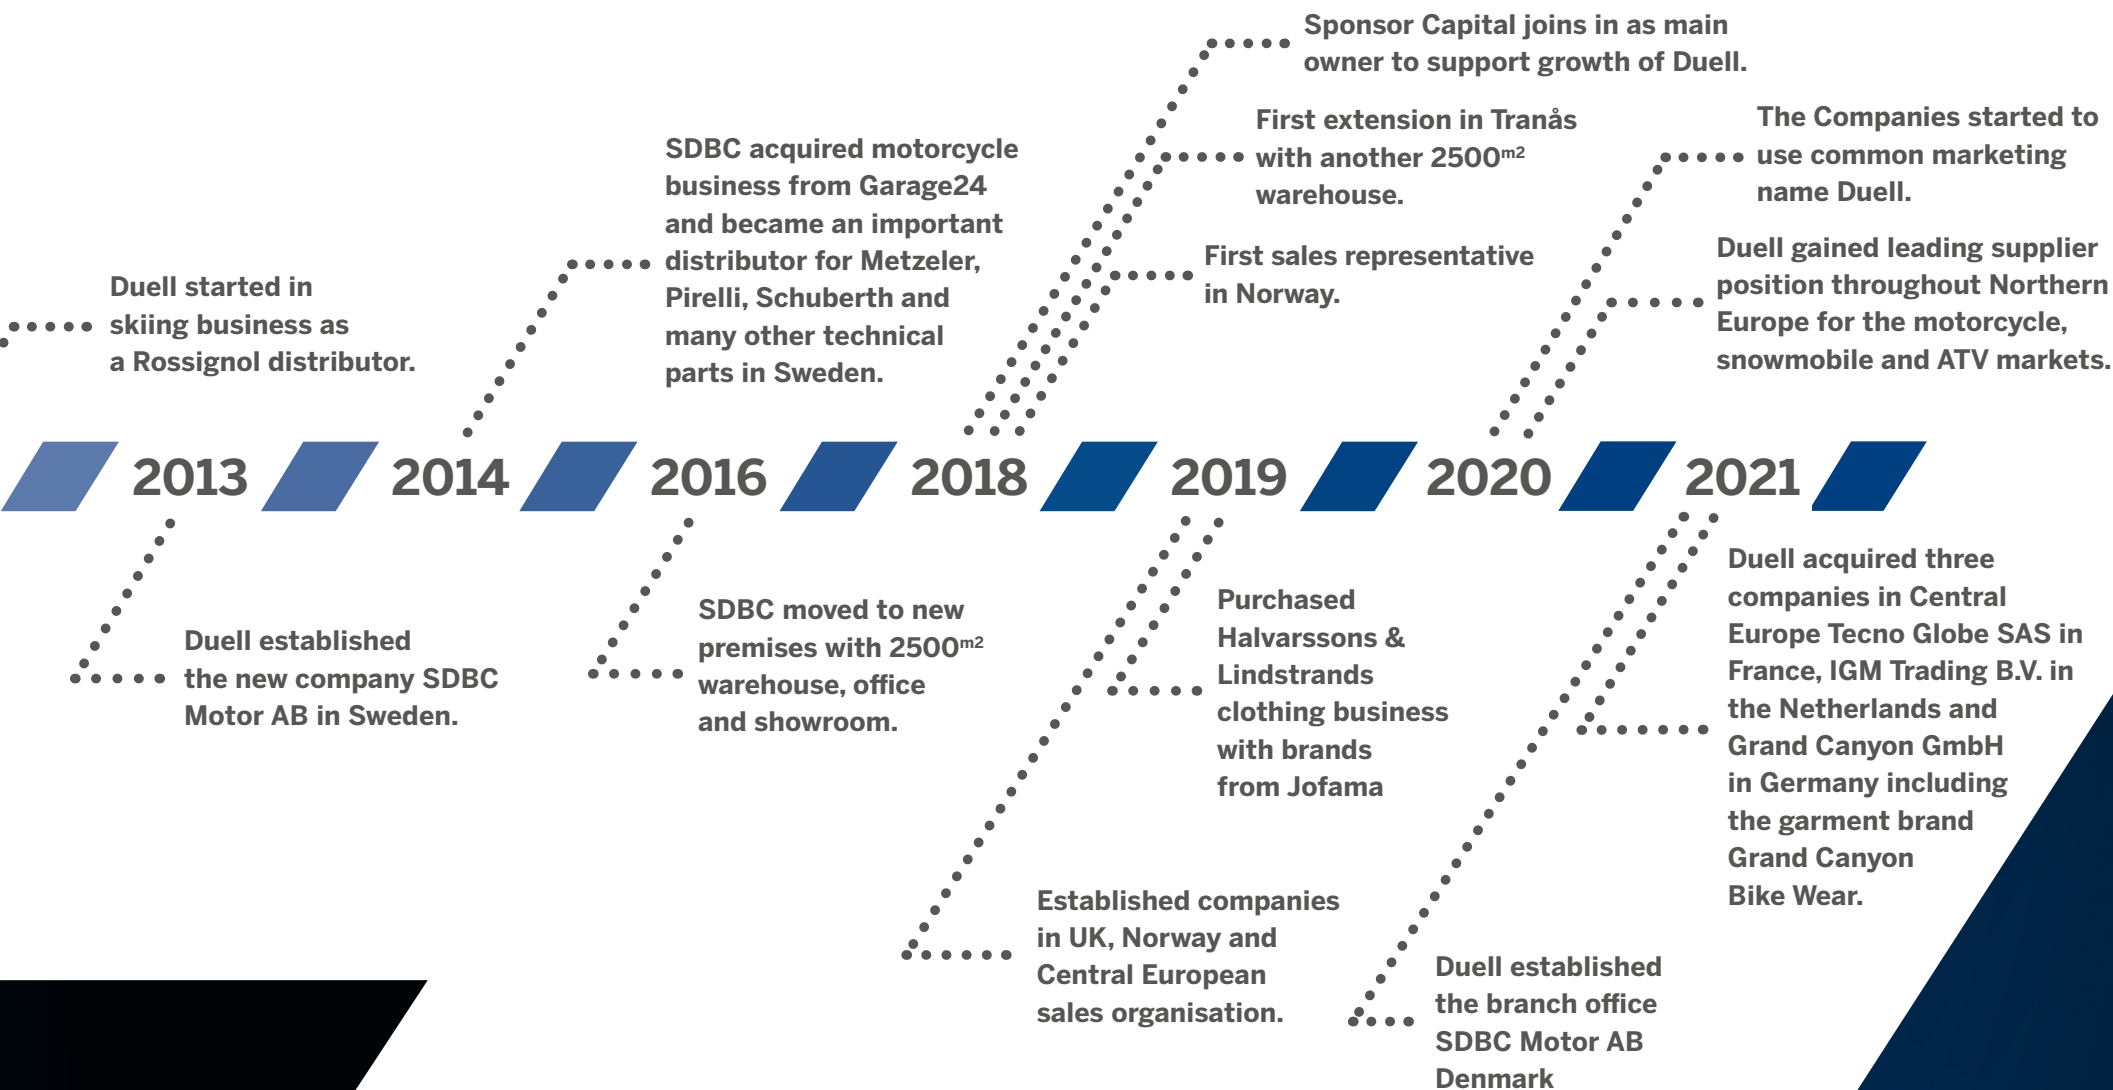 Sponsor Capital joins in as main
owner to support growth of Duell.
First extension in Tranås
with another 2500m2
warehouse.
First sales representative
in Norway.
The Companies started to
use common marketing
name Duell.
Duell gained leading supplier
position throughout Northern
Europe for the motorcycle,
snowmobile and ATV markets.
SDBC acquired motorcycle
business from Garage24
and became an important
distributor for Metzeler,
Pirelli, Schuberth and
many other technical
parts in Sweden.
Duell started in
skiing business as
a Rossignol distributor.
2013 2014 2016 2018 2019 2020 2021
Duell established
the new company SDBC
Motor AB in Sweden.
SDBC moved to new
premises with 2500m2
warehouse, office
and showroom.
Purchased
Halvarssons &
Lindstrands
clothing business
with brands
from Jofama
Established companies
in UK, Norway and
Central European
sales organisation.
Duell acquired three
companies in Central
Europe Tecno Globe SAS in
France, IGM Trading B.V. in
the Netherlands and
Grand Canyon GmbH
in Germany including
the garment brand
Grand Canyon
Bike Wear.
Duell established
the branch office
SDBC Motor AB
Denmark